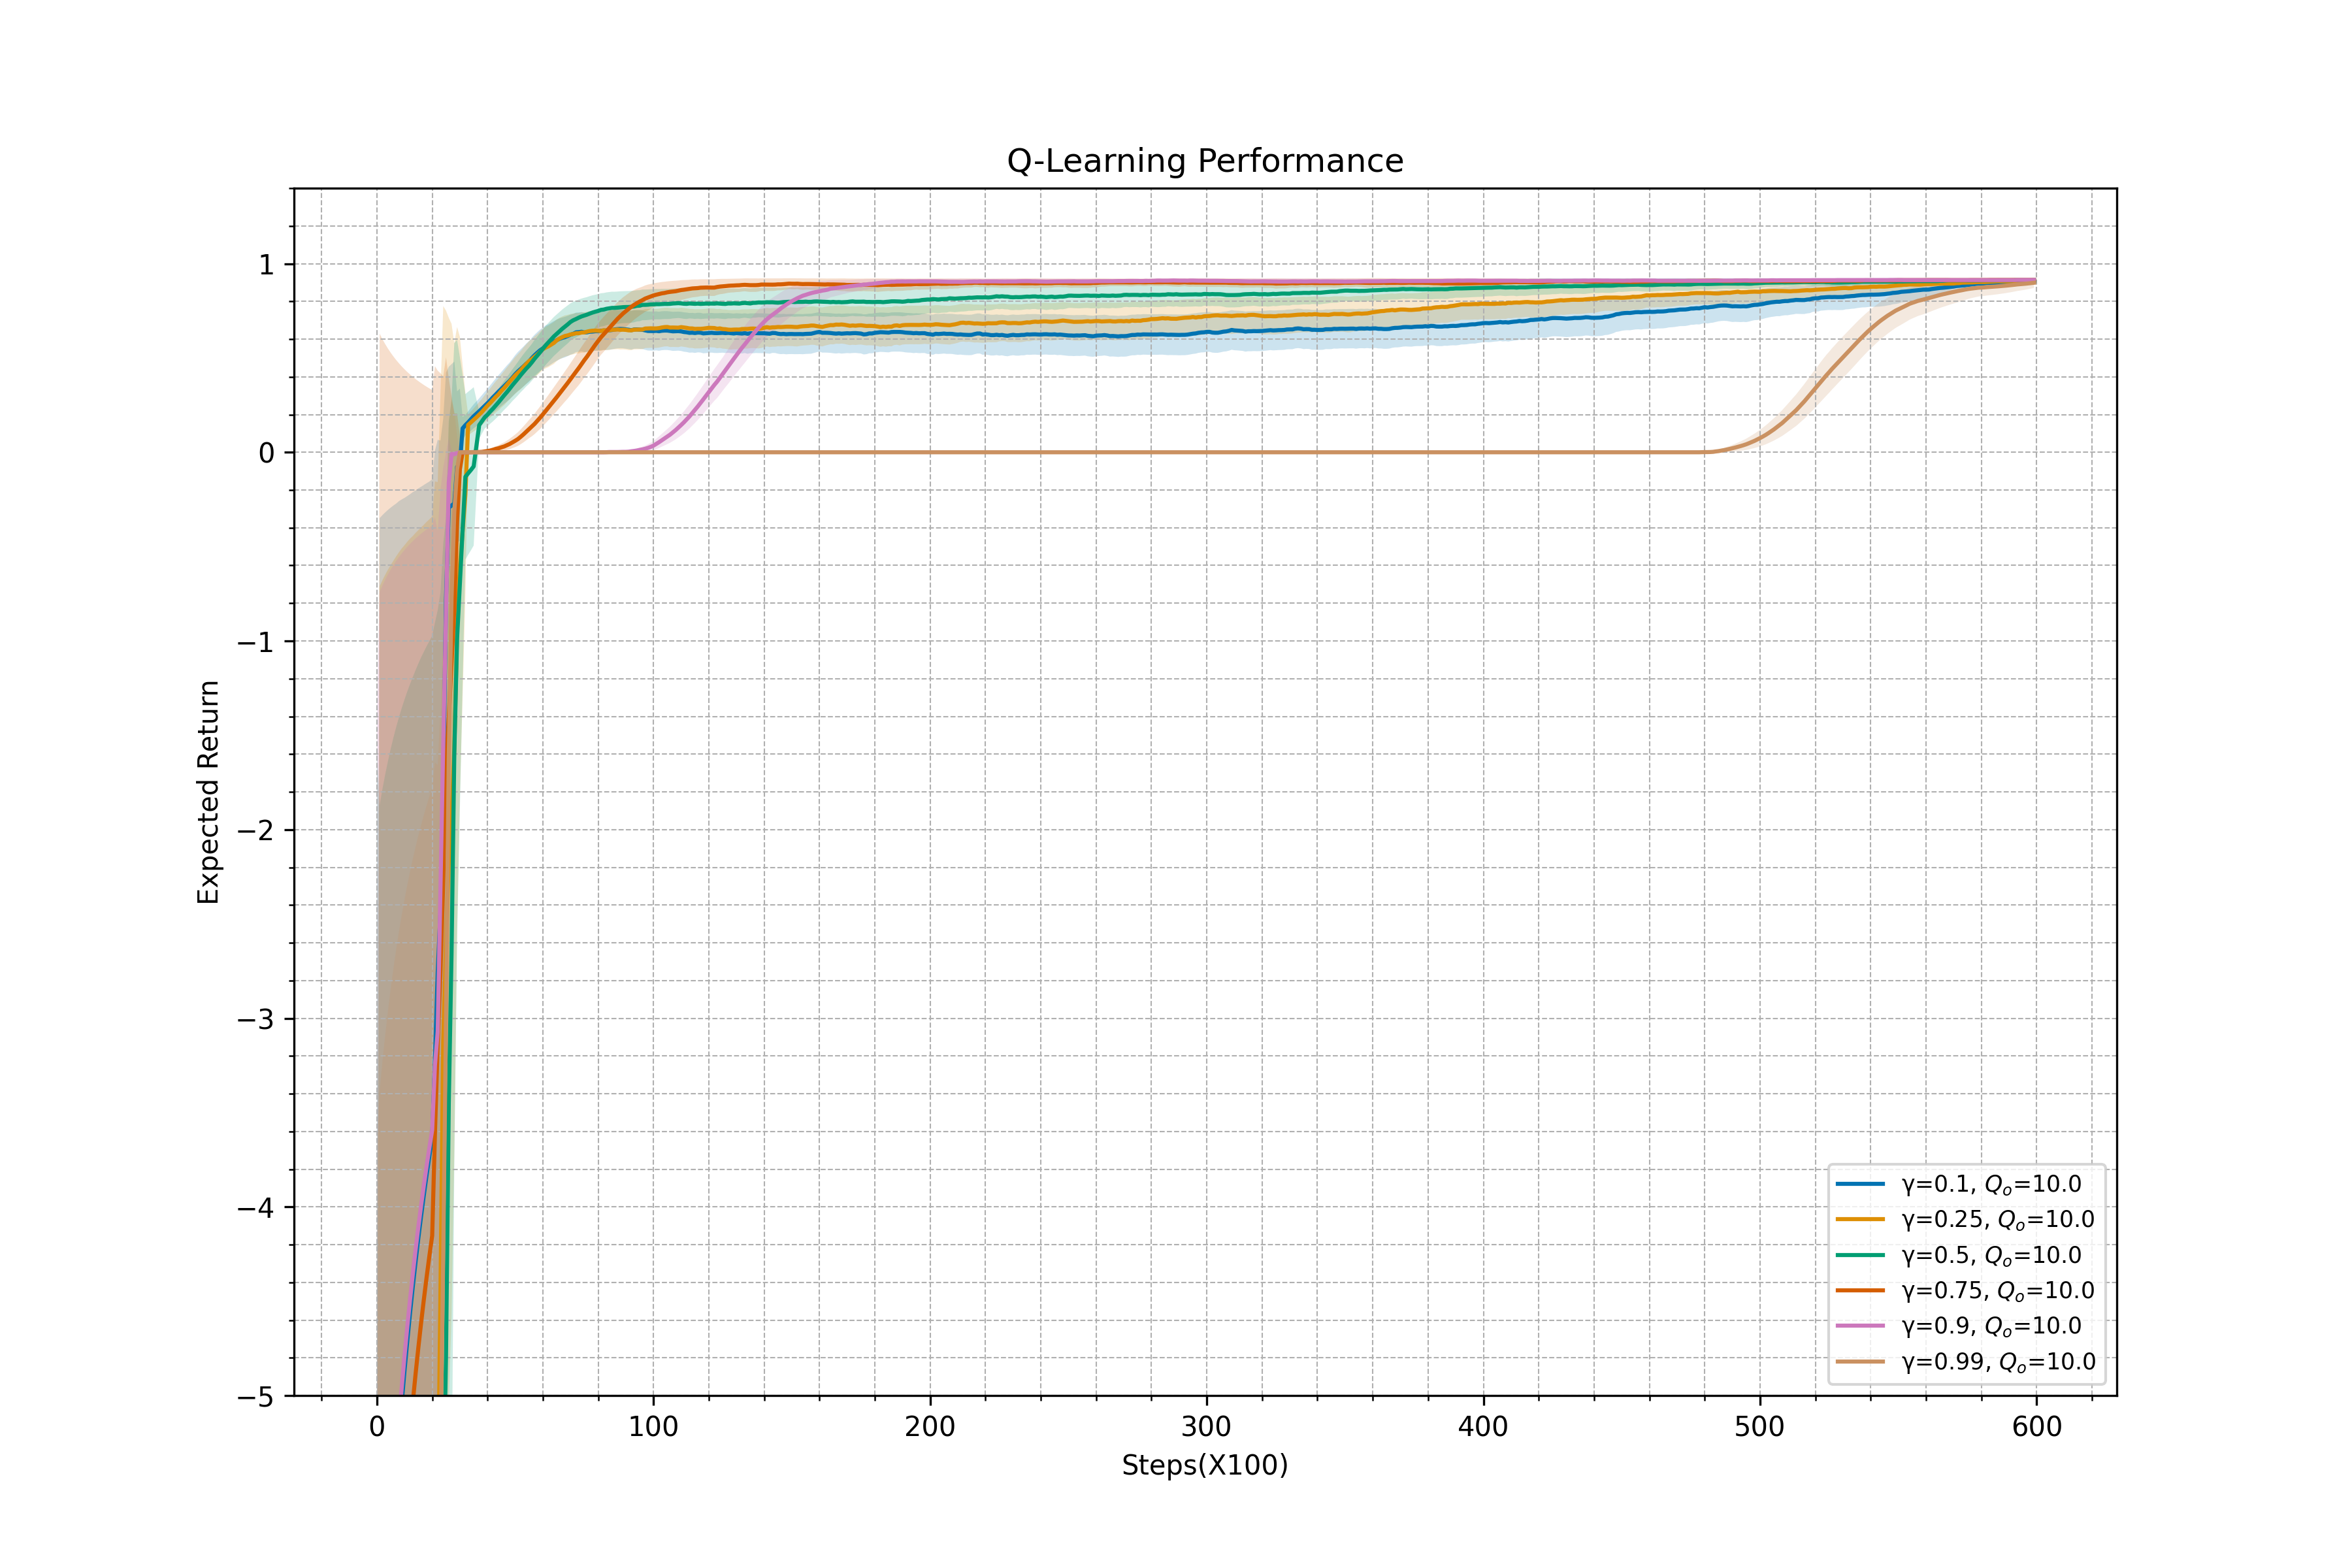 Q-Learning Performance
Expected Return
1
0
−1
−2
−3
−4
−5
0 100 200 300 400 500 600
Steps(X100)
γ=0.1, Qₒ=10.0
γ=0.25, Qₒ=10.0
γ=0.5, Qₒ=10.0
γ=0.75, Qₒ=10.0
γ=0.9, Qₒ=10.0
γ=0.99, Qₒ=10.0